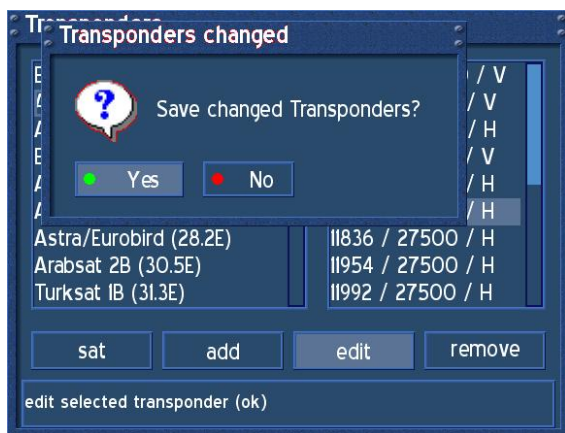 Transponders changed
Save changed Transponders?
Yes No
/ V
/ V
/ H
/ V
/ H
/ H
Astra/Eurobird (28.2E) 11836 / 27500 / H
Arabsat 2B (30.5E) 11954 / 27500 / H
Turksat 1B (31.3E) 11992 / 27500 / H
sat add edit remove
edit selected transponder (ok)